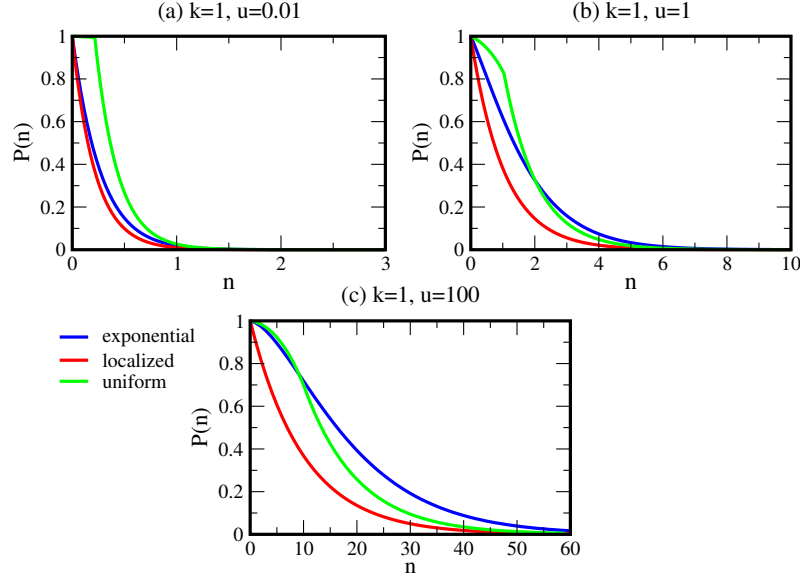 (a) k=1, u=0.01
(b) k=1, u=1
1
0.8
0.6
0.4
0.2
0
P(n)
0
1
2
3
n
1
0.8
0.6
0.4
0.2
0
P(n)
0
2
4
6
8
10
n
(c) k=1, u=100
exponential
localized
uniform
1
0.8
0.6
0.4
0.2
0
P(n)
0
10
20
30
40
50
60
n